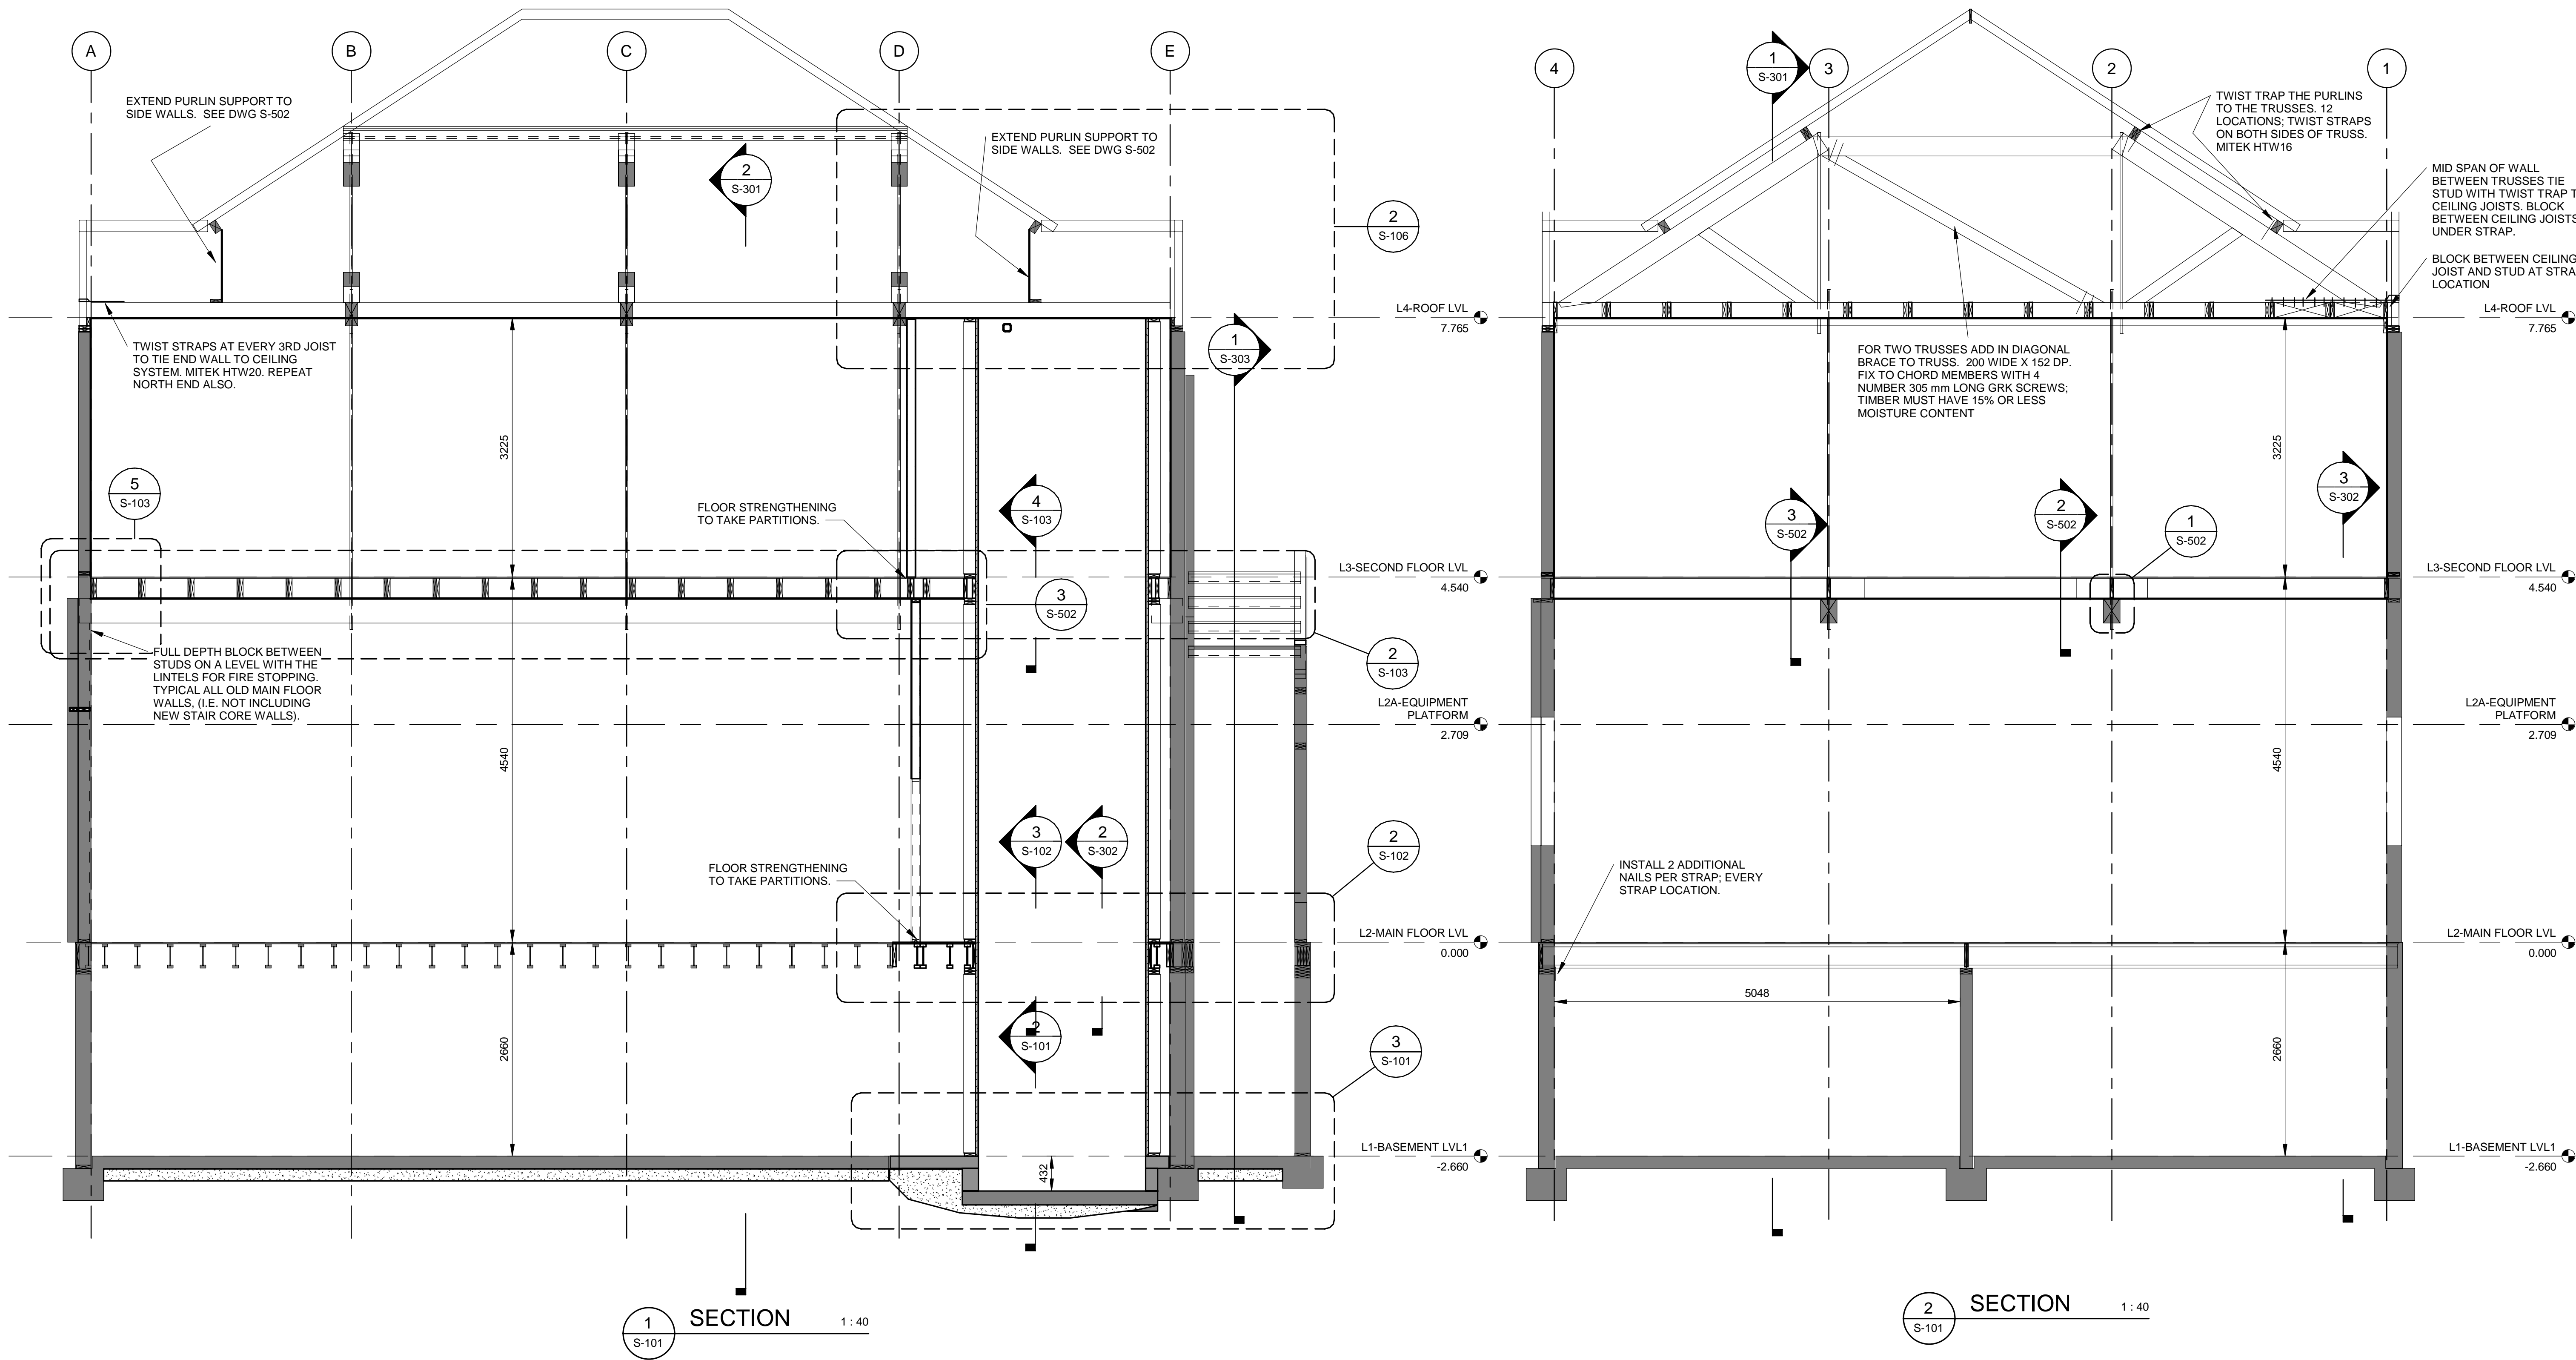 A
B
C
D
E
EXTEND PURLIN SUPPORT TO
SIDE WALLS. SEE DWG S-502
EXTEND PURLIN SUPPORT TO
SIDE WALLS. SEE DWG S-502
2
S-301
2
S-106
L4-ROOF LVL
7.765
1
S-303
TWIST STRAPS AT EVERY 3RD JOIST
TO TIE END WALL TO CEILING
SYSTEM. MITEK HTW20. REPEAT
NORTH END ALSO.
3225
5
S-103
FLOOR STRENGTHENING
TO TAKE PARTITIONS.
4
S-103
L3-SECOND FLOOR LVL
4.540
3
S-502
2
S-103
FULL DEPTH BLOCK BETWEEN
STUDS ON A LEVEL WITH THE
LINTELS FOR FIRE STOPPING.
TYPICAL ALL OLD MAIN FLOOR
WALLS, (I.E. NOT INCLUDING
NEW STAIR CORE WALLS).
L2A-EQUIPMENT
PLATFORM
2.709
4540
3
S-102
2
S-302
2
S-102
FLOOR STRENGTHENING
TO TAKE PARTITIONS.
L2-MAIN FLOOR LVL
0.000
2660
2
S-101
3
S-101
L1-BASEMENT LVL1
-2.660
432
1
S-101
SECTION
1 : 40
4
3
2
1
1
S-301
TWIST TRAP THE PURLINS
TO THE TRUSSES. 12
LOCATIONS; TWIST STRAPS
ON BOTH SIDES OF TRUSS.
MITEK HTW16
MID SPAN OF WALL
BETWEEN TRUSSES TIE
STUD WITH TWIST TRAP T
CEILING JOISTS. BLOCK
BETWEEN CEILING JOISTS
UNDER STRAP.
BLOCK BETWEEN CEILING
JOIST AND STUD AT STRA
LOCATION
L4-ROOF LVL
7.765
FOR TWO TRUSSES ADD IN DIAGONAL
BRACE TO TRUSS. 200 WIDE X 152 DP.
FIX TO CHORD MEMBERS WITH 4
NUMBER 305 mm LONG GRK SCREWS;
TIMBER MUST HAVE 15% OR LESS
MOISTURE CONTENT
3225
3
S-502
2
S-502
1
S-502
3
S-302
L3-SECOND FLOOR LVL
4.540
L2A-EQUIPMENT
PLATFORM
2.709
4540
INSTALL 2 ADDITIONAL
NAILS PER STRAP; EVERY
STRAP LOCATION.
L2-MAIN FLOOR LVL
0.000
5048
2660
L1-BASEMENT LVL1
-2.660
2
S-101
SECTION
1 : 40